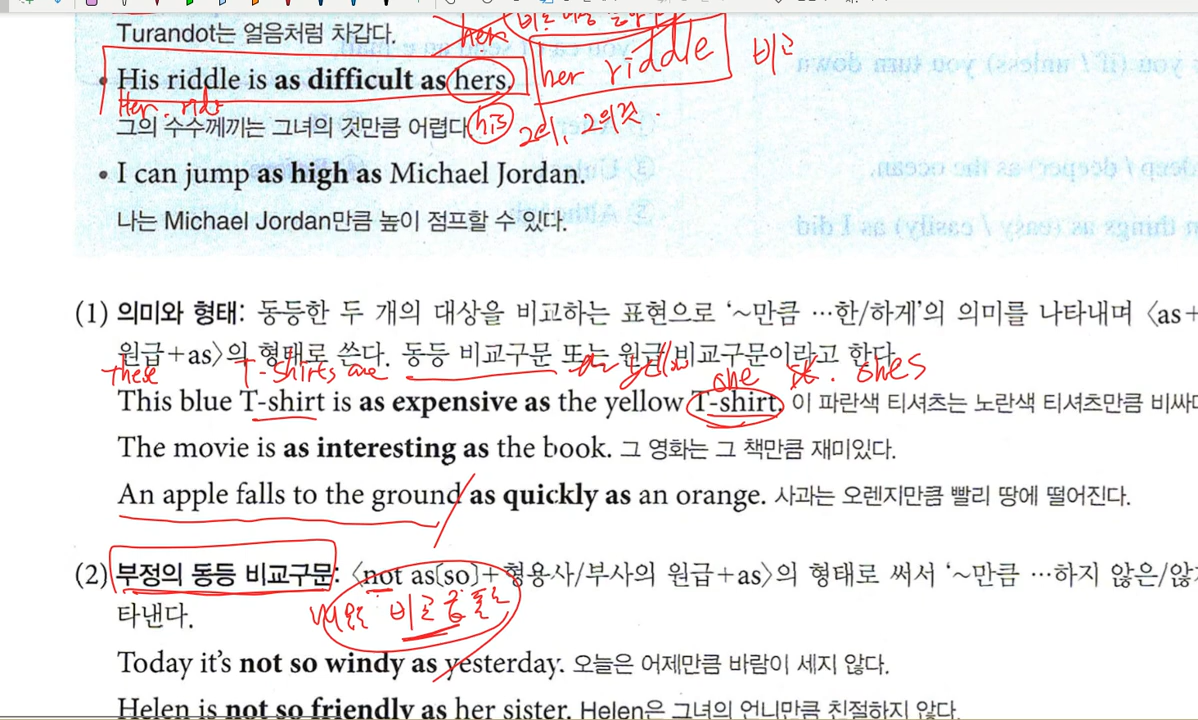 Turandot는 얼음처럼 차갑다.
hers
her riddle
비교
• His riddle is as difficult as hers.
Her
그의 수수께끼는 그녀의 것만큼 어렵다.
his
• I can jump as high as Michael Jordan.
나는 Michael Jordan만큼 높이 점프할 수 있다.
(1) 의미와 형태: 동등한 두 개의 대상을 비교하는 표현으로 ‘~만큼 …한/하게’의 의미를 나타내며 〈as+
원급+as〉의 형태로 쓴다. 동등 비교구문 또는 원급 비교구문이라고 한다.
these T-shirts are yellow one ones
This blue T-shirt is as expensive as the yellow T-shirt. 이 파란색 티셔츠는 노란색 티셔츠만큼 비싸
The movie is as interesting as the book. 그 영화는 그 책만큼 재미있다.
An apple falls to the ground as quickly as an orange. 사과는 오렌지만큼 빨리 땅에 떨어진다.
(2) 부정의 동등 비교구문: 〈not as[so]+형용사/부사의 원급+as〉의 형태로 써서 ‘~만큼 …하지 않은/않
타낸다.
Today it’s not so windy as yesterday. 오늘은 어제만큼 바람이 세지 않다.
Helen is not so friendly as her sister. Helen은 그녀의 언니만큼 친절하지 않다.